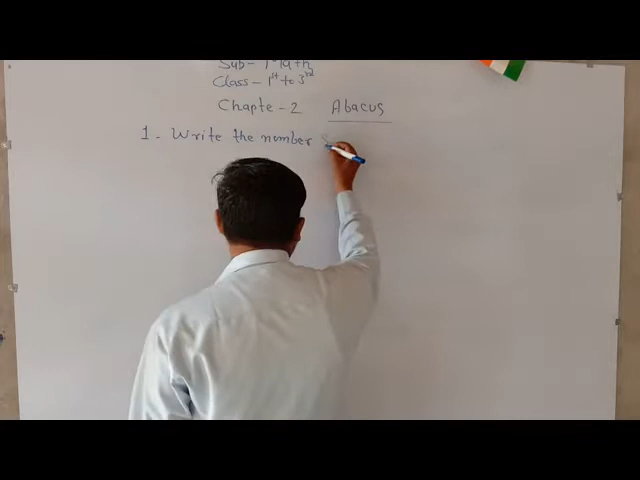 Sub - Math
Class - 1st to 3rd
Chapte - 2 Abacus
1. Write the number